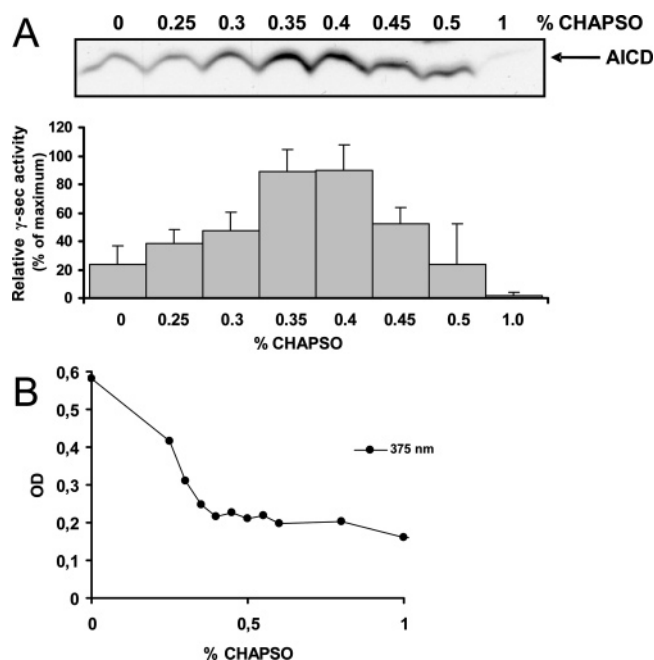 A
0 0.25 0.3 0.35 0.4 0.45 0.5 1 % CHAPSO
AICD
Relative γ-sec activity
(% of maximum)
120
100
80
60
40
20
0
0 0.25 0.3 0.35 0.4 0.45 0.5 1.0
% CHAPSO
B
OD
0,6
0,5
0,4
0,3
0,2
0,1
0
375 nm
0 0,5 1
% CHAPSO